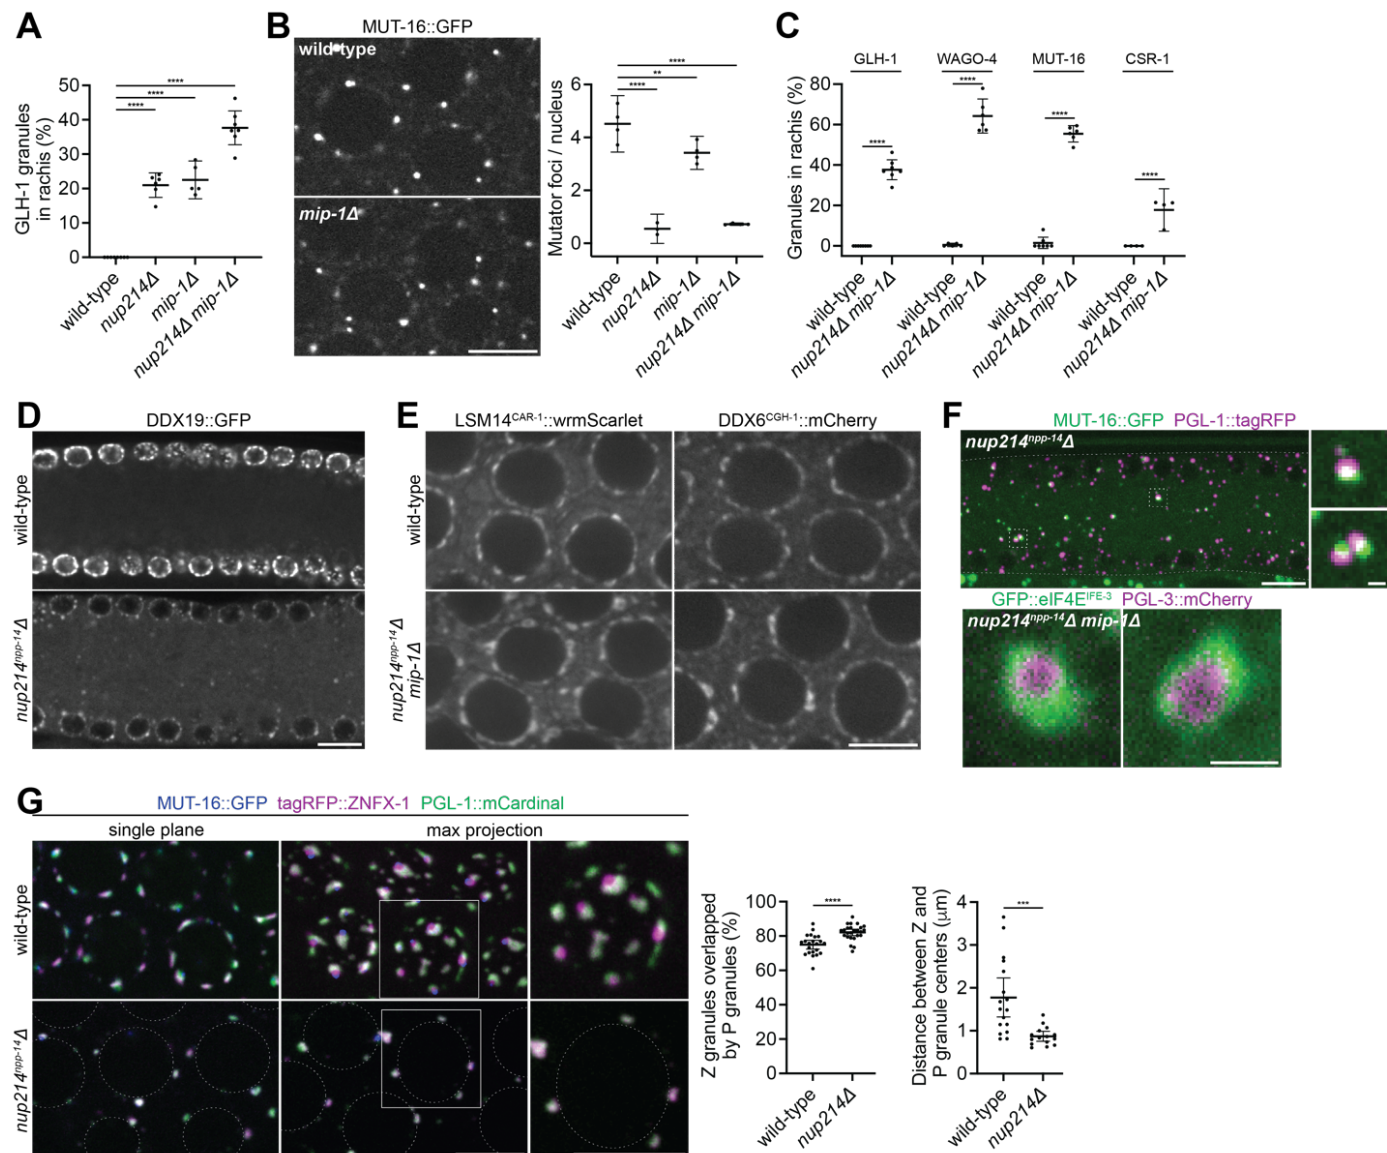 A
GLH-1 granules
in rachis (%)
50
40
30
20
10
0
****
****
****
wild-type
nup214Δ
mip-1Δ
nup214Δ mip-1Δ
B
MUT-16::GFP
wild-type
mip-1Δ
Mutator foci / nucleus
6
4
2
0
****
**
****
wild-type
nup214Δ
mip-1Δ
nup214Δ mip-1Δ
C
GLH-1
WAGO-4
MUT-16
CSR-1
Granules in rachis (%)
80
60
40
20
0
****
****
****
****
wild-type
nup214Δ mip-1Δ
wild-type
nup214Δ mip-1Δ
wild-type
nup214Δ mip-1Δ
wild-type
nup214Δ mip-1Δ
D
DDX19::GFP
wild-type
nup214npp-14Δ
E
LSM14CAR-1::wrmScarlet
DDX6CGH-1::mCherry
wild-type
nup214npp-14Δ
mip-1Δ
F
MUT-16::GFP PGL-1::tagRFP
nup214npp-14Δ
GFP::eIF4EIFE-3 PGL-3::mCherry
nup214npp-14Δ mip-1Δ
G
MUT-16::GFP tagRFP::ZNFX-1 PGL-1::mCardinal
single plane
max projection
wild-type
nup214npp-14Δ
Z granules overlapped
by P granules (%)
100
80
60
40
20
0
****
wild-type
nup214Δ
Distance between Z and
P granule centers (μm)
4
3
2
1
0
***
wild-type
nup214Δ